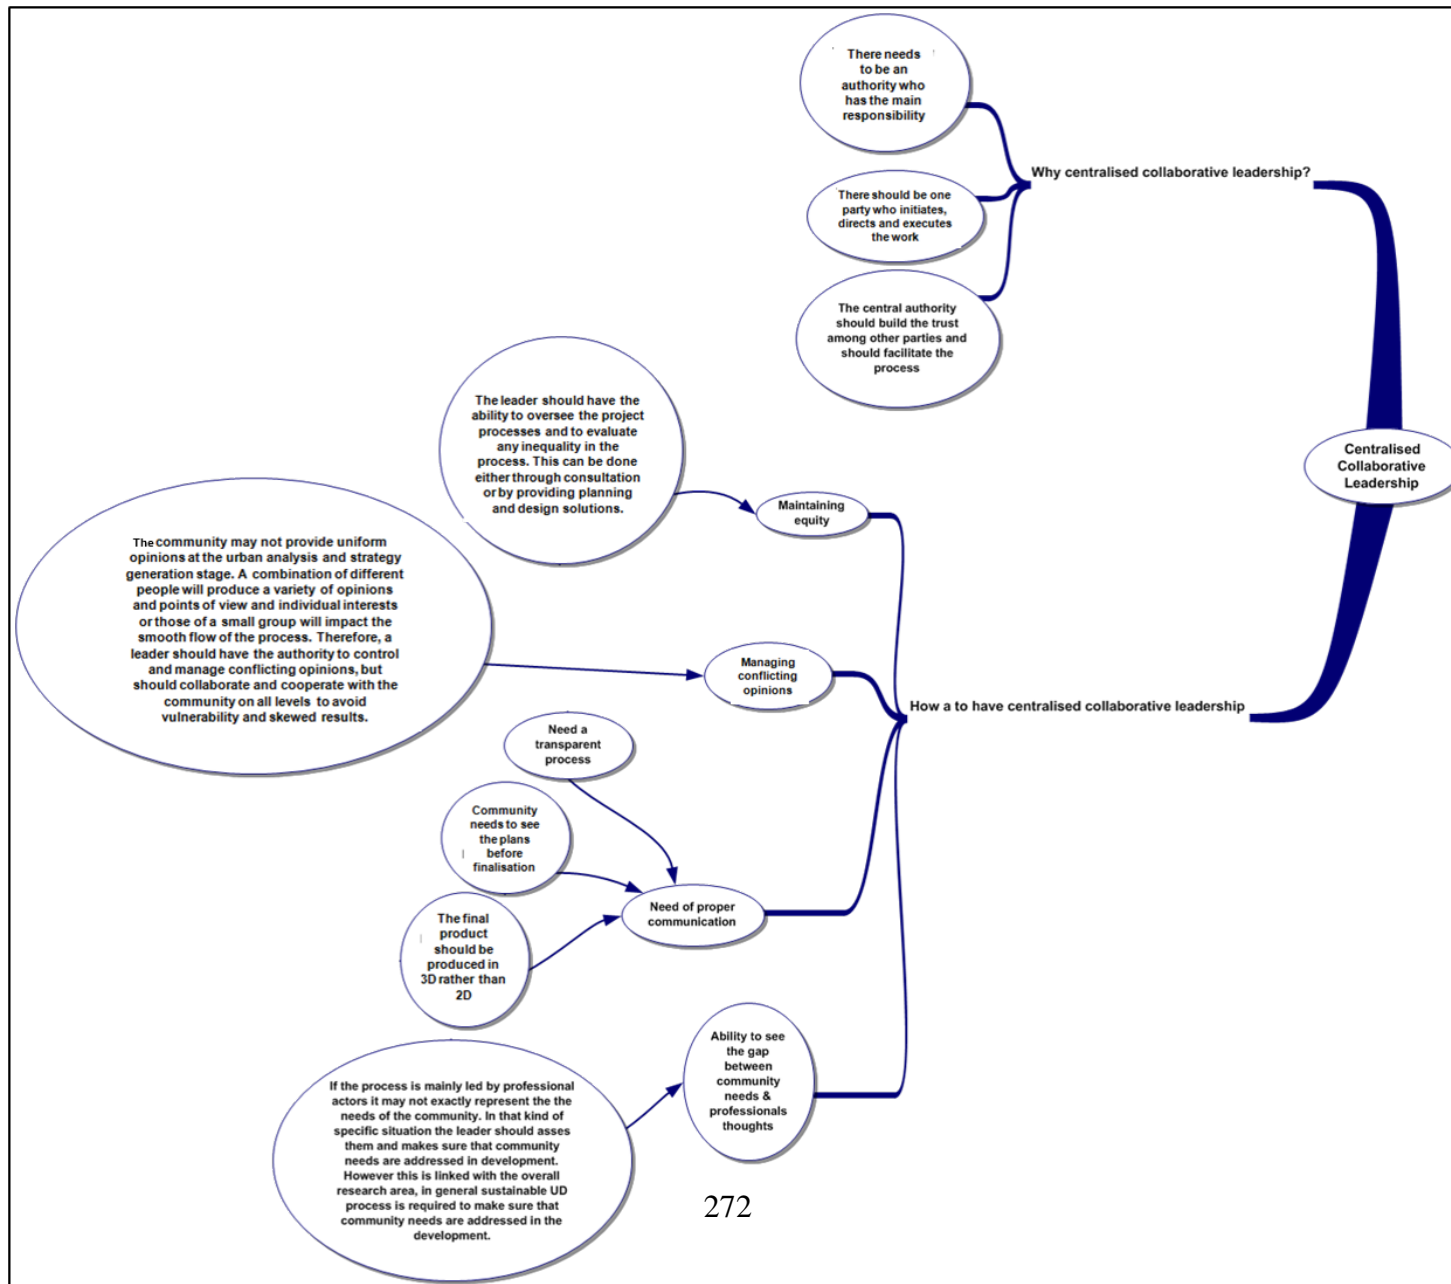 There needs
to be an
authority who
has the main
responsibility
Why centralised collaborative leadership?
There should be one
party who initiates,
directs and executes
the work
The central authority
should build the trust
among other parties and
should facilitate the
process
Centralised
Collaborative
Leadership
The leader should have the
ability to oversee the project
processes and to evaluate
any inequality in the
process. This can be done
either through consultation
or by providing planning
and design solutions.
Maintaining
equity
The community may not provide uniform
opinions at the urban analysis and strategy
generation stage. A combination of different
people will produce a variety of opinions
and points of view and individual interests
or those of a small group will impact the
smooth flow of the process. Therefore, a
leader should have the authority to control
and manage conflicting opinions, but
should collaborate and cooperate with the
community on all levels to avoid
vulnerability and skewed results.
Managing
conflicting
opinions
How a to have centralised collaborative leadership
Need a
transparent
process
Community
needs to see
the plans
before
finalisation
The final
product
should be
produced in
3D rather than
2D
Need of proper
communication
Ability to see
the gap
between
community
needs &
professionals
thoughts
If the process is mainly led by professional
actors it may not exactly represent the the
needs of the community. In that kind of
specific situation the leader should asses
them and makes sure that community
needs are addressed in development.
However this is linked with the overall
research area, in general sustainable UD
process is required to make sure that
community needs are addressed in the
development.
272